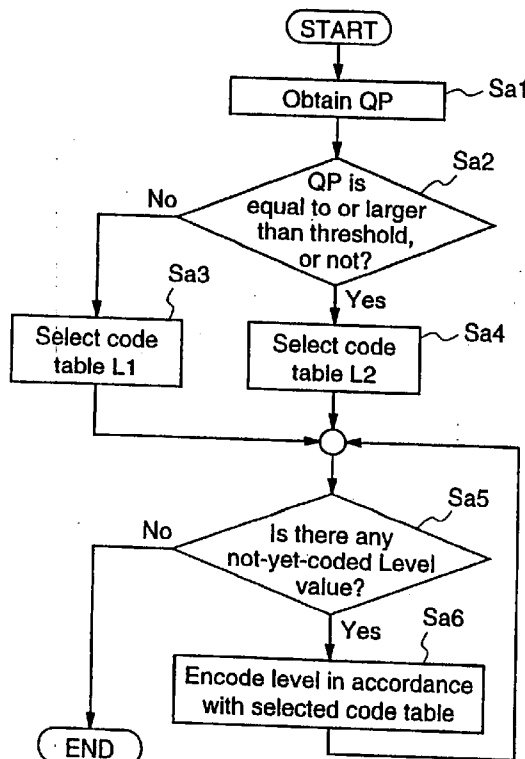 START
Obtain QP
Sa1
Sa2
QP is
equal to or larger
than threshold,
or not?
No
Yes
Sa3
Select code
table L1
Sa4
Select code
table L2
Sa5
Is there any
not-yet-coded Level
value?
No
Yes
Sa6
Encode level in accordance
with selected code table
END